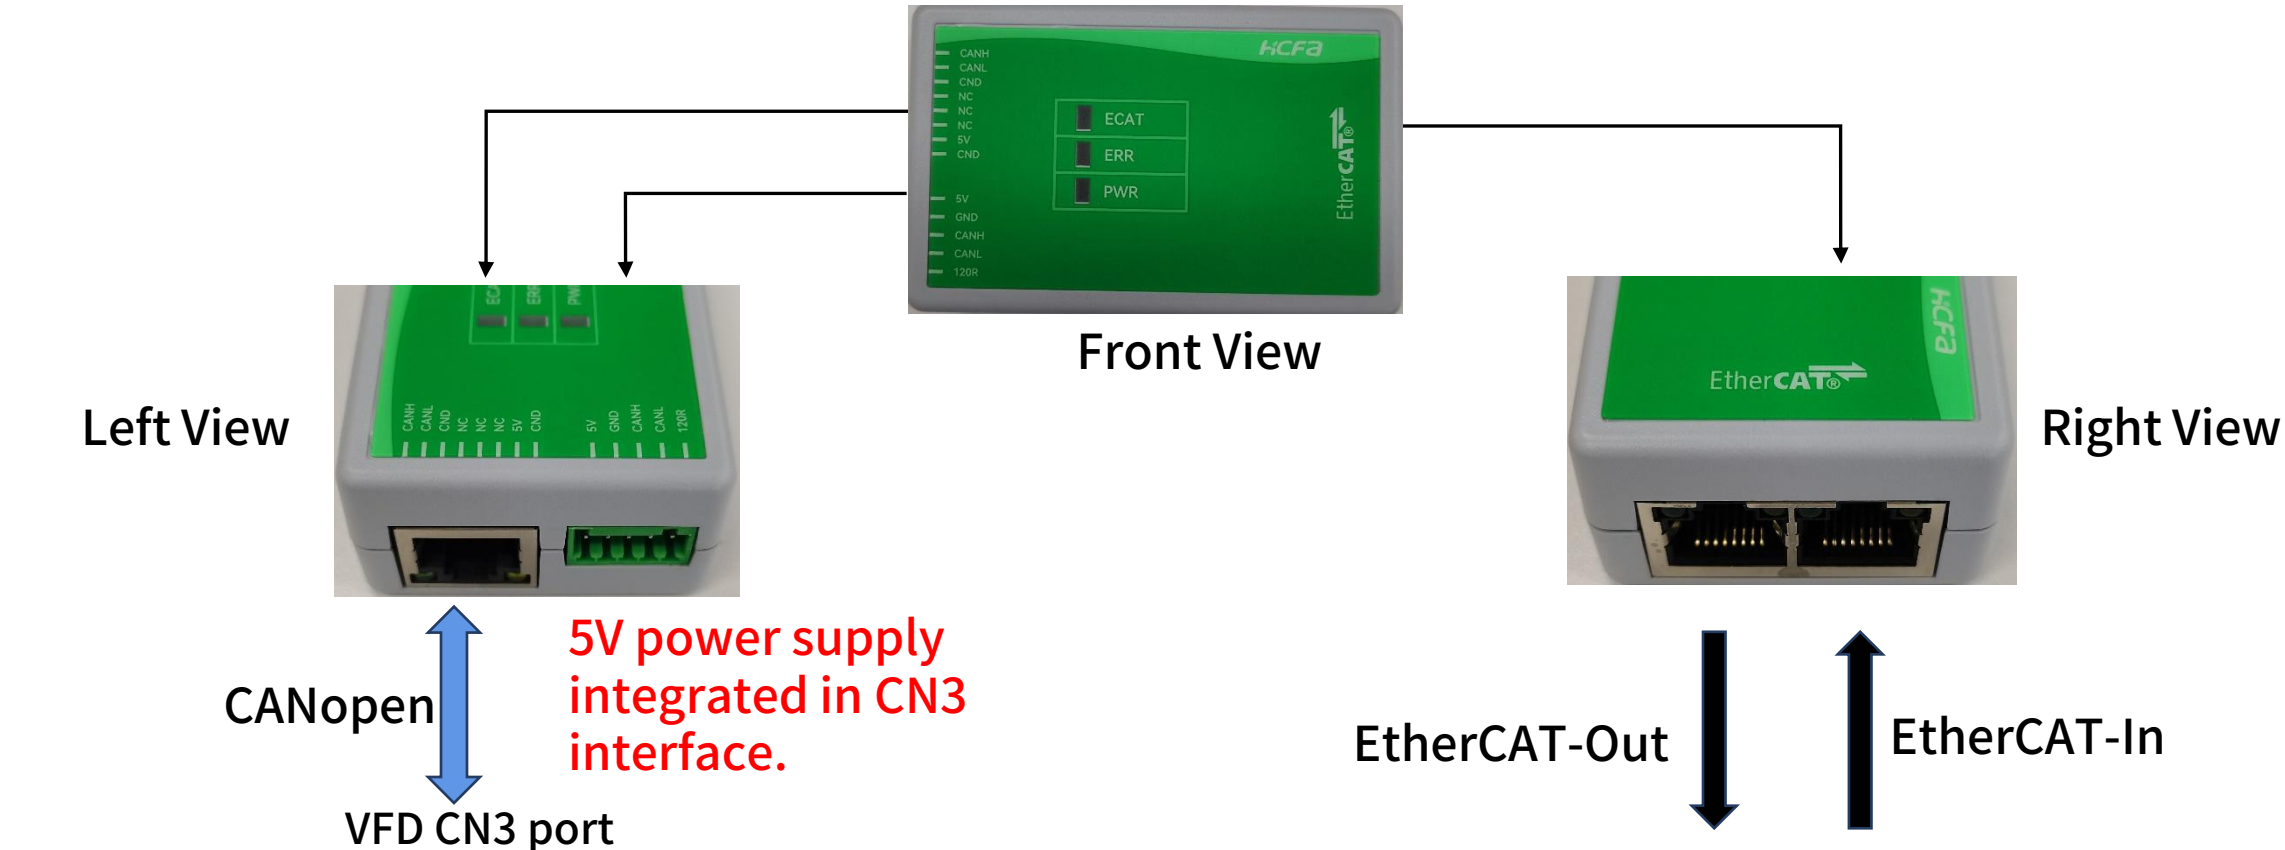 HCFA
CANH
CANL
CND
NC
NC
NC
5V
CND
5V
GND
CANH
CANL
120R
ECAT
ERR
PWR
EtherCAT®
Front View
Left View
ERR
CANH
CANL
CND
NC
NC
NC
5V
CND
5V
GND
CANH
CANL
120R
HCFA
EtherCAT®
Right View
CANopen
5V power supply
integrated in CN3
interface.
VFD CN3 port
EtherCAT-Out
EtherCAT-In